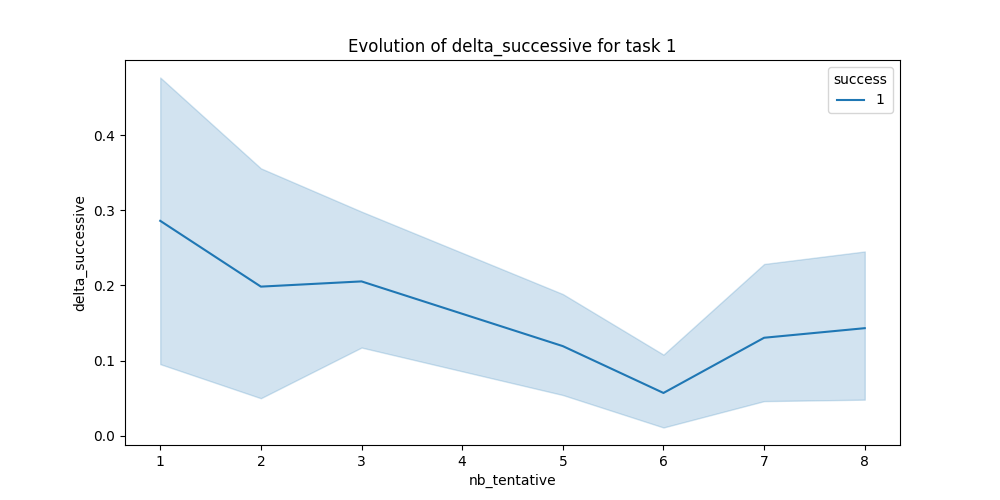 Evolution of delta_successive for task 1
success
1
delta_successive
0.4
0.3
0.2
0.1
0.0
1 2 3 4 5 6 7 8
nb_tentative